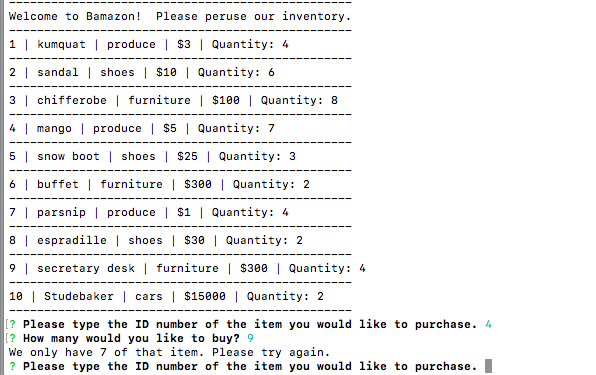 ----------------------------------------------------
Welcome to Bamazon!  Please peruse our inventory.
----------------------------------------------------
1 | kumquat | produce | $3 | Quantity: 4
----------------------------------------------------
2 | sandal | shoes | $10 | Quantity: 6
----------------------------------------------------
3 | chifferobe | furniture | $100 | Quantity: 8
----------------------------------------------------
4 | mango | produce | $5 | Quantity: 7
----------------------------------------------------
5 | snow boot | shoes | $25 | Quantity: 3
----------------------------------------------------
6 | buffet | furniture | $300 | Quantity: 2
----------------------------------------------------
7 | parsnip | produce | $1 | Quantity: 4
----------------------------------------------------
8 | espradille | shoes | $30 | Quantity: 2
----------------------------------------------------
9 | secretary desk | furniture | $300 | Quantity: 4
----------------------------------------------------
10 | Studebaker | cars | $15000 | Quantity: 2
----------------------------------------------------
[? Please type the ID number of the item you would like to purchase. 4
[? How many would you like to buy? 9
We only have 7 of that item. Please try again.
? Please type the ID number of the item you would like to purchase.